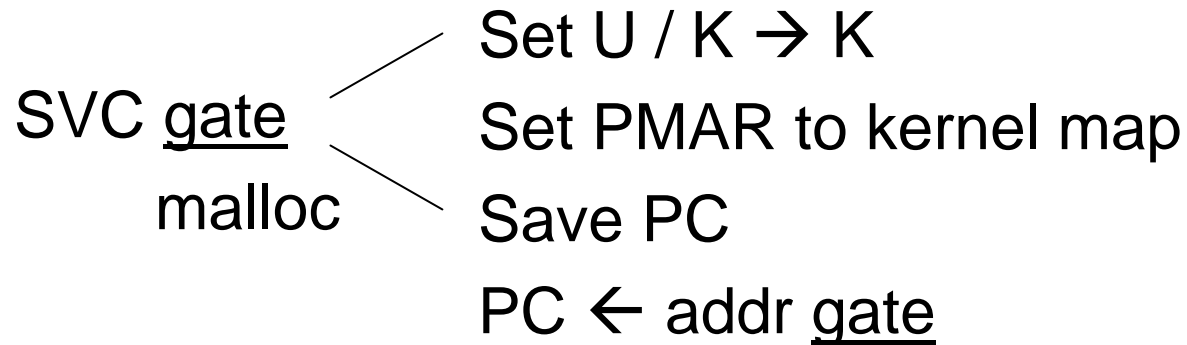 Set U / K → K
SVC gate
Set PMAR to kernel map
malloc
Save PC
PC ← addr gate